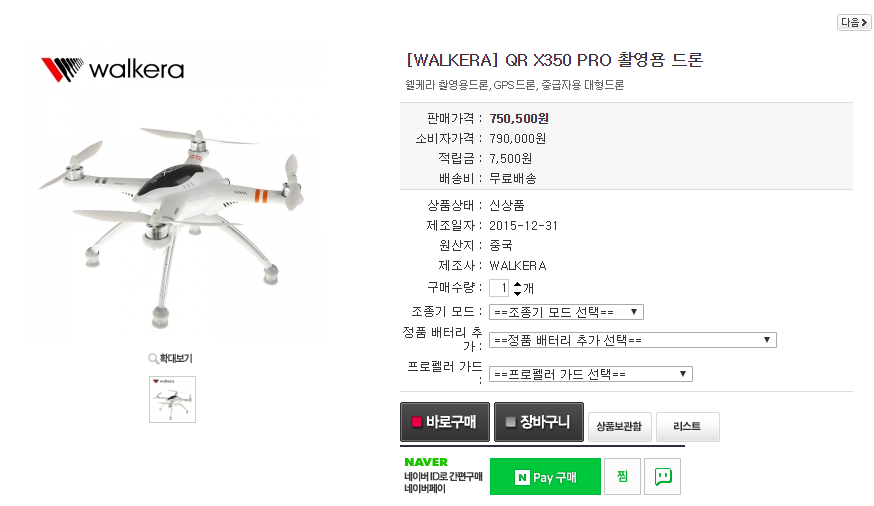 다음
walkera
[WALKERA] QR X350 PRO 촬영용 드론
웰케라 촬영용드론, GPS드론, 중급자용 대형드론
판매가격 : 750,500원
소비자가격 : 790,000원
적립금 : 7,500원
배송비 : 무료배송
상품상태 : 신상품
제조일자 : 2015-12-31
원산지 : 중국
제조사 : WALKERA
구매수량 : 1 개
조종기 모드 : ==조종기 모드 선택==
정품 배터리 추
가 : ==정품 배터리 추가 선택==
프로펠러 가드
: ==프로펠러 가드 선택==
확대보기
walkera
바로구매 장바구니 상품보관함 리스트
NAVER
네이버 ID로 간편구매
네이버페이
N Pay 구매 찜